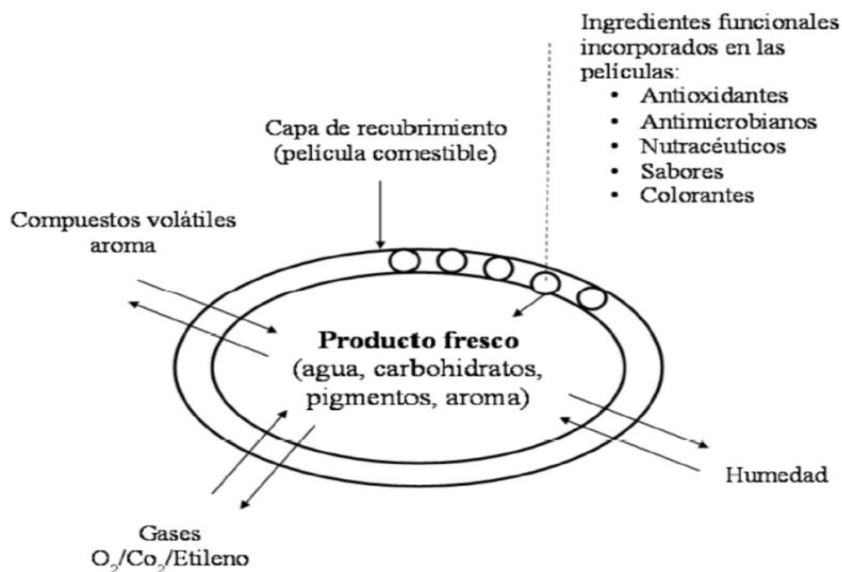 Ingredientes funcionales
incorporados en las
películas:
• Antioxidantes
• Antimicrobianos
• Nutracéuticos
• Sabores
• Colorantes
Capa de recubrimiento
(película comestible)
Compuestos volátiles
aroma
Producto fresco
(agua, carbohidratos,
pigmentos, aroma)
Humedad
Gases
O₂/Co₂/Etileno